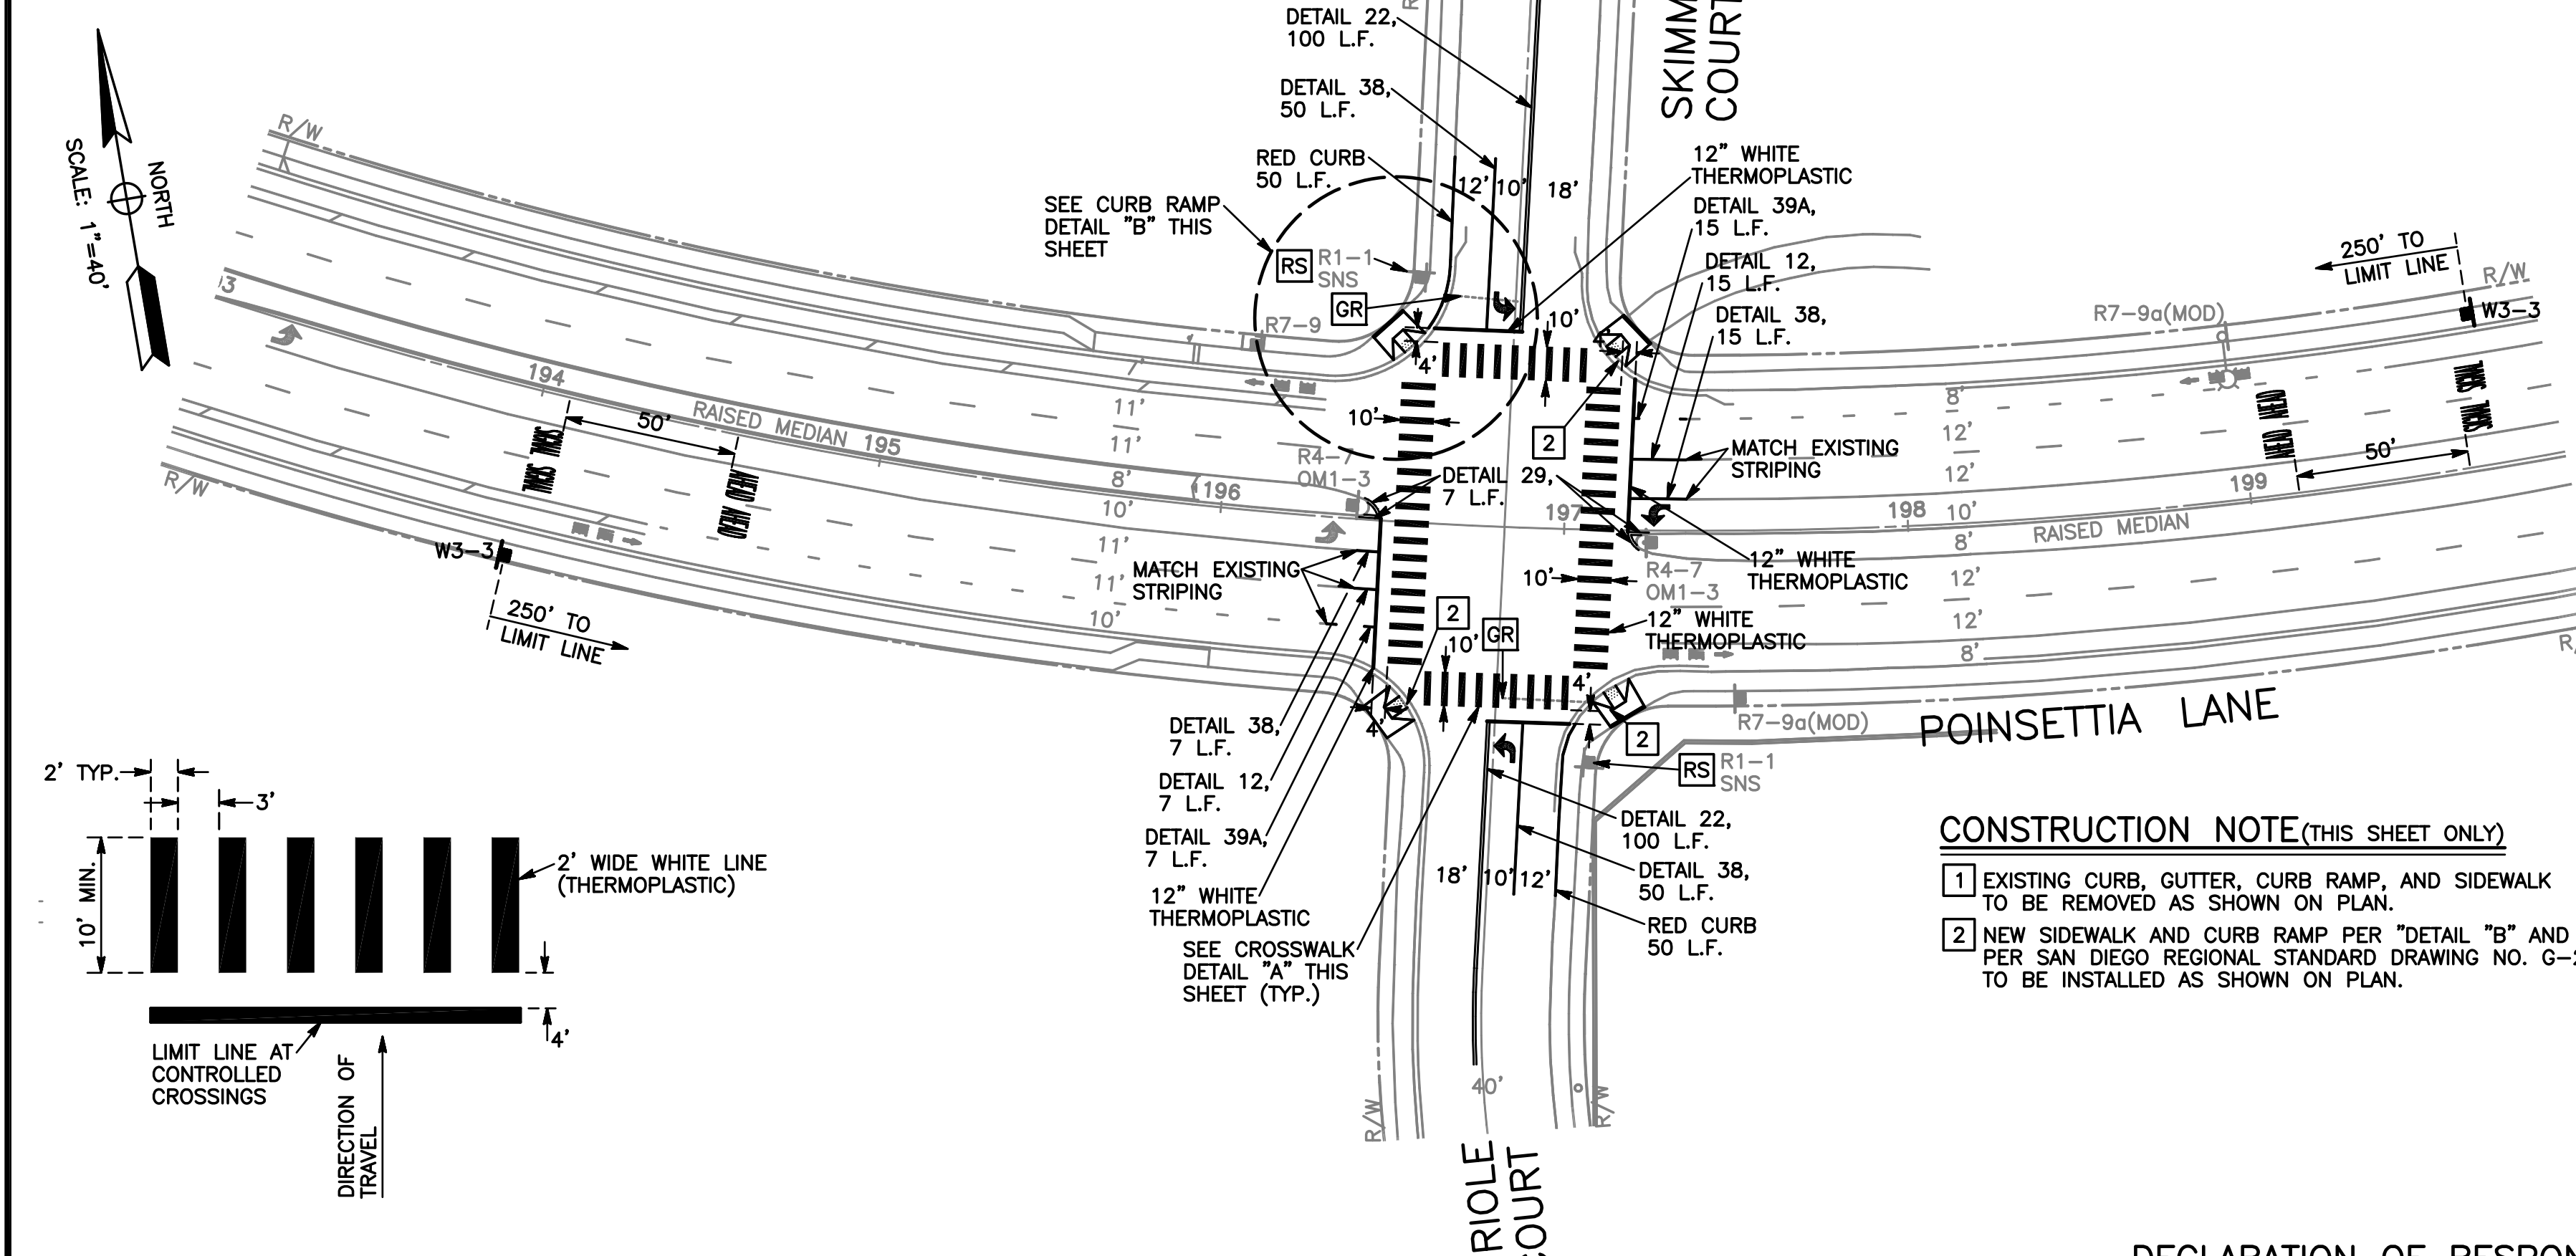 DETAIL 22,
100 L.F.
DETAIL 38,
50 L.F.
RED CURB
50 L.F.
12'
10'
18'
COURT
12" WHITE
THERMOPLASTIC
DETAIL 39A,
15 L.F.
DETAIL 12,
15 L.F.
DETAIL 38,
15 L.F.
SEE CURB RAMP
DETAIL "B" THIS
SHEET
RS
R1-1
SNS
GR
R7-9
NORTH
SCALE: 1"=40'
R/W
250' TO
LIMIT LINE
R/W
W3-3
R7-9a(MOD)
10'
4'
4'
194
50'
RAISED MEDIAN
195
11'
11'
8'
10'
11'
11'
10'
196
R4-7
OM1-3
10'
2
DETAIL 29,
7 L.F.
197
MATCH EXISTING
STRIPING
8'
12'
12'
198
10'
199
RAISED MEDIAN
8'
12'
12'
8'
50'
SIGNAL SIGNAL
AHEAD AHEAD
SIGNAL SIGNAL
AHEAD AHEAD
R/W
W3-3
250' TO
LIMIT LINE
MATCH EXISTING
STRIPING
12" WHITE
THERMOPLASTIC
R4-7
OM1-3
10'
2
10'
GR
12" WHITE
THERMOPLASTIC
4'
4'
R7-9a(MOD)
POINSETTIA LANE
2
RS
R1-1
SNS
DETAIL 38,
7 L.F.
DETAIL 12,
7 L.F.
DETAIL 39A,
7 L.F.
12" WHITE
THERMOPLASTIC
SEE CROSSWALK
DETAIL "A" THIS
SHEET (TYP.)
DETAIL 22,
100 L.F.
DETAIL 38,
50 L.F.
RED CURB
50 L.F.
18'
10'
12'
40'
R/W
R/W
COURT
2' TYP.
3'
10' MIN.
2' WIDE WHITE LINE
(THERMOPLASTIC)
4'
LIMIT LINE AT
CONTROLLED
CROSSINGS
DIRECTION OF
TRAVEL
CONSTRUCTION NOTE (THIS SHEET ONLY)
1 EXISTING CURB, GUTTER, CURB RAMP, AND SIDEWALK
TO BE REMOVED AS SHOWN ON PLAN.
2 NEW SIDEWALK AND CURB RAMP PER "DETAIL "B" AND
PER SAN DIEGO REGIONAL STANDARD DRAWING NO. G-
TO BE INSTALLED AS SHOWN ON PLAN.